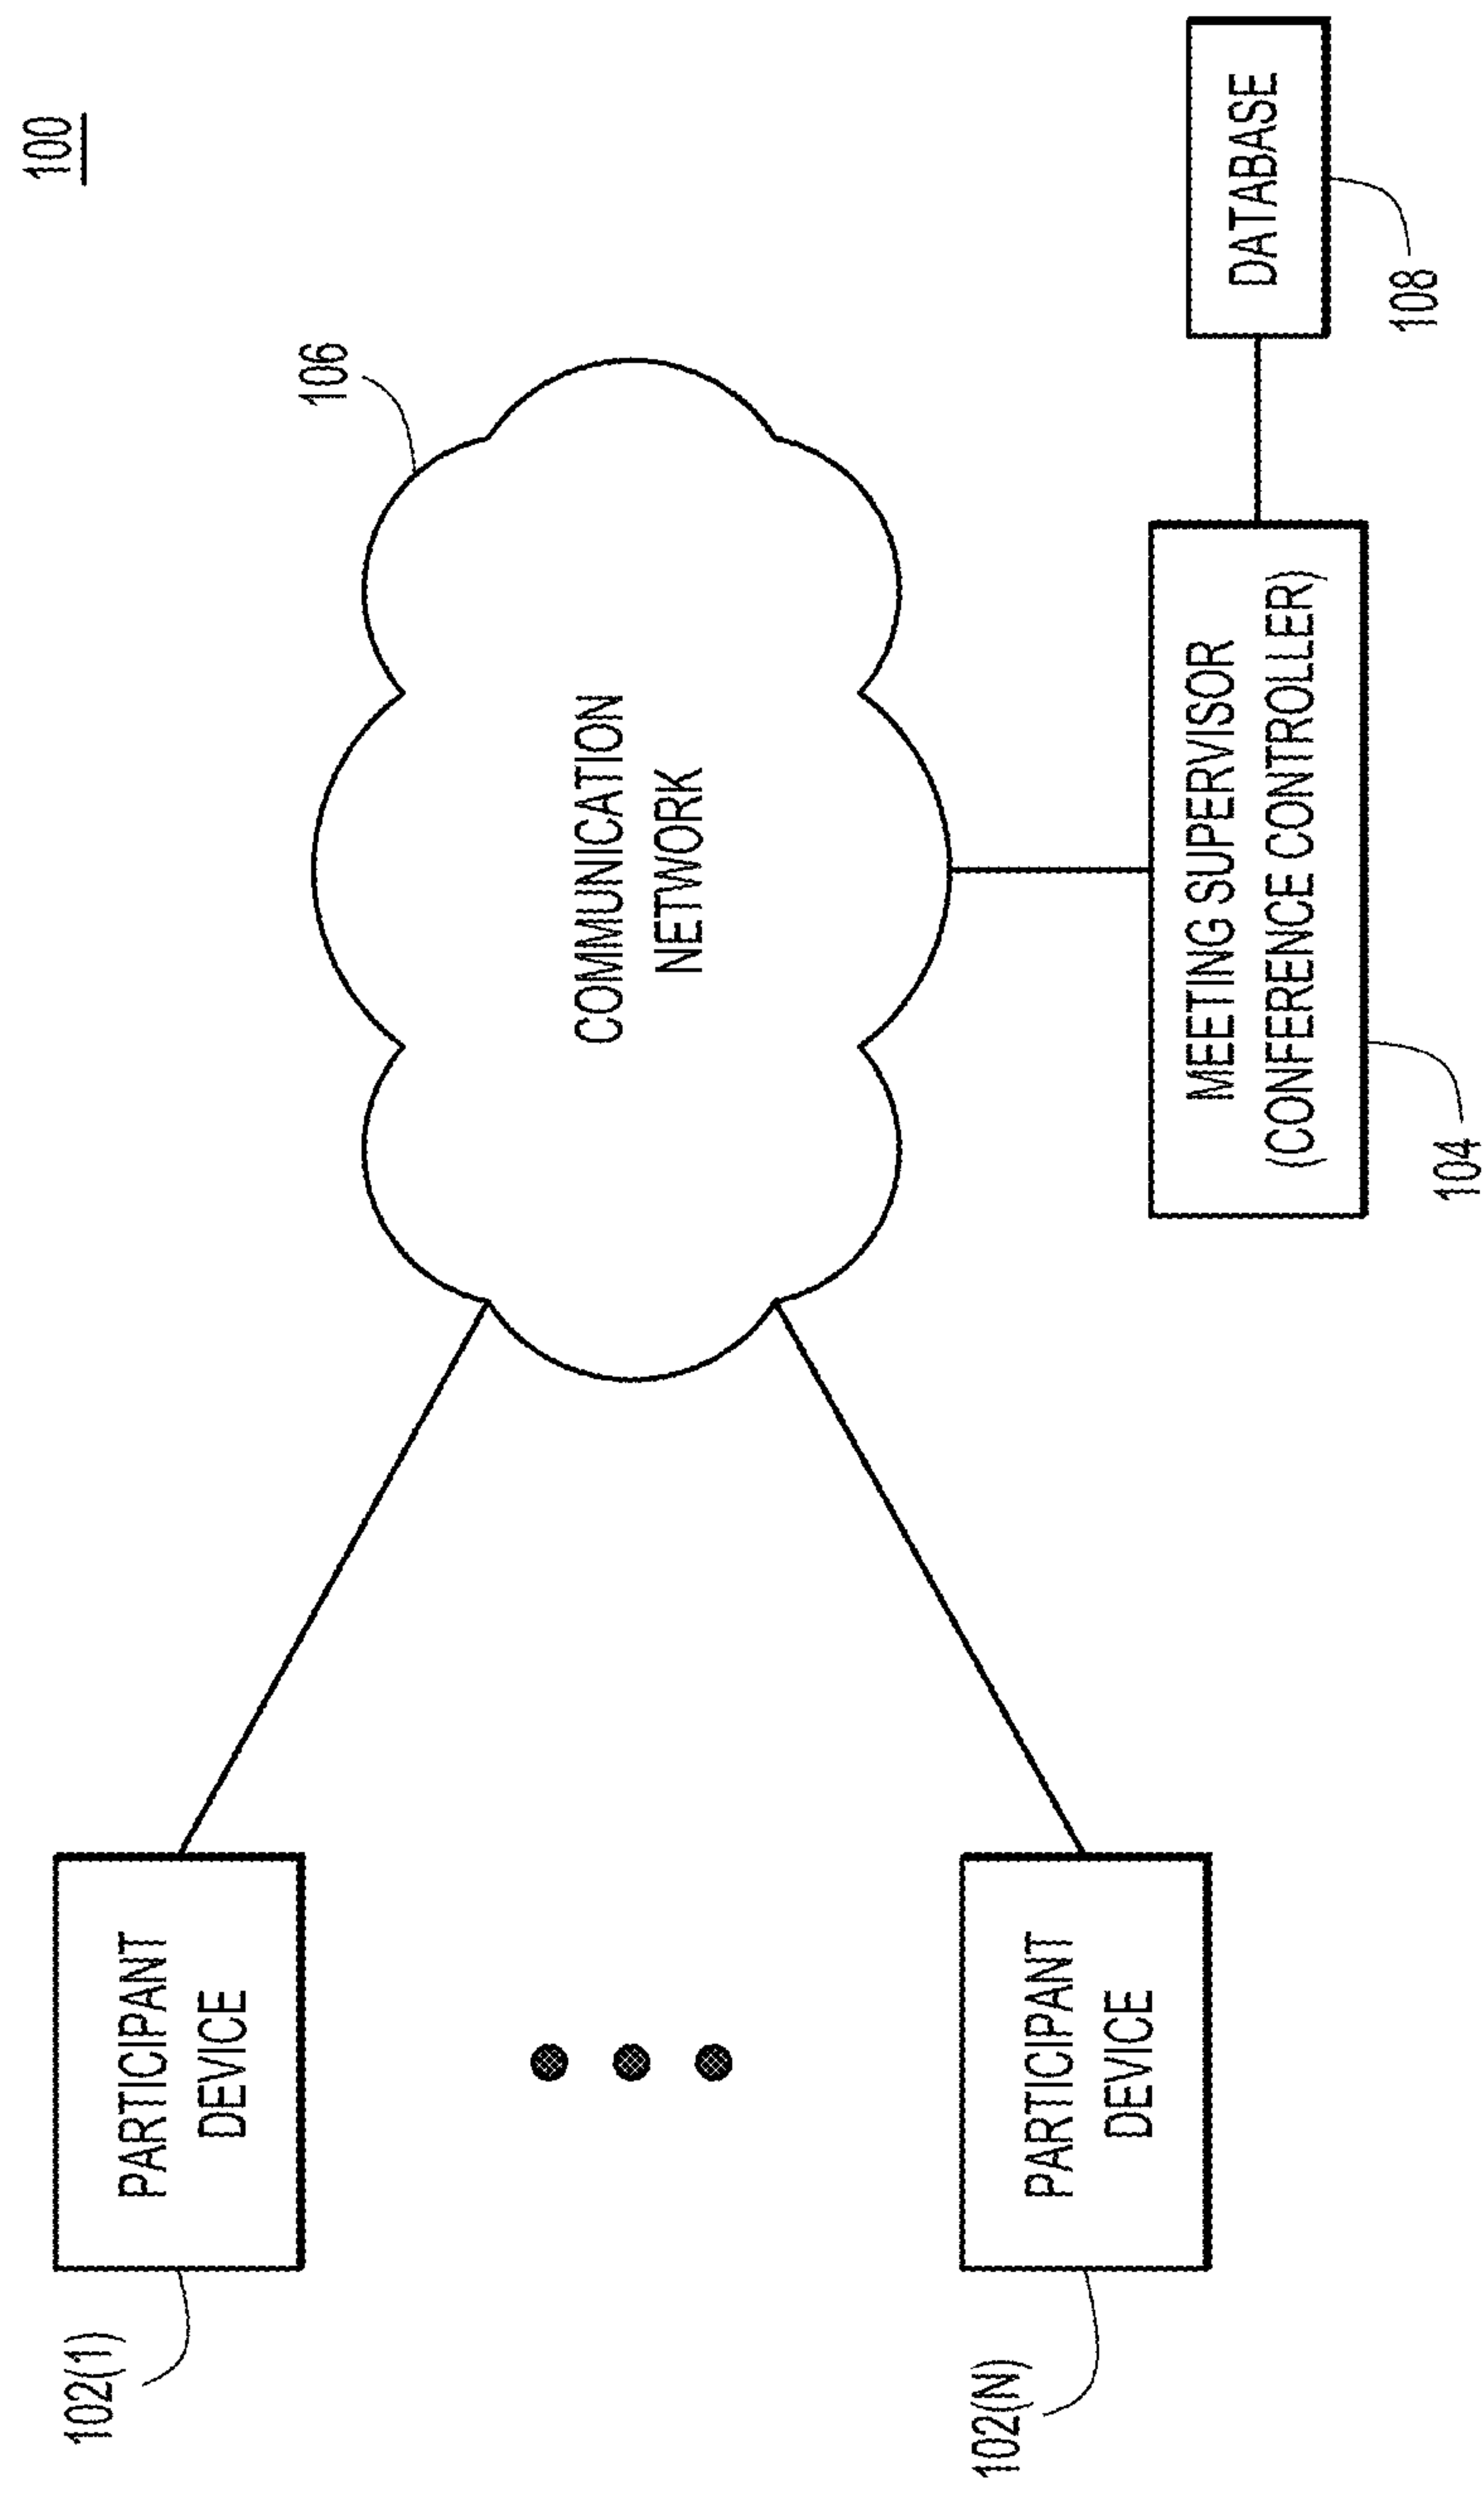 100
106
COMMUNICATION
NETWORK
102(1)
PARTICIPANT
DEVICE
102(N)
PARTICIPANT
DEVICE
MEETING SUPERVISOR
(CONFERENCE CONTROLLER)
104
DATABASE
108